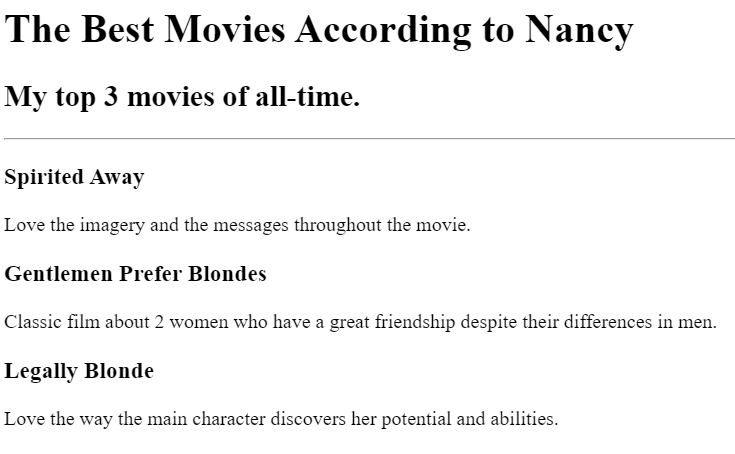 The Best Movies According to Nancy
My top 3 movies of all-time.
Spirited Away
Love the imagery and the messages throughout the movie.
Gentlemen Prefer Blondes
Classic film about 2 women who have a great friendship despite their differences in men.
Legally Blonde
Love the way the main character discovers her potential and abilities.